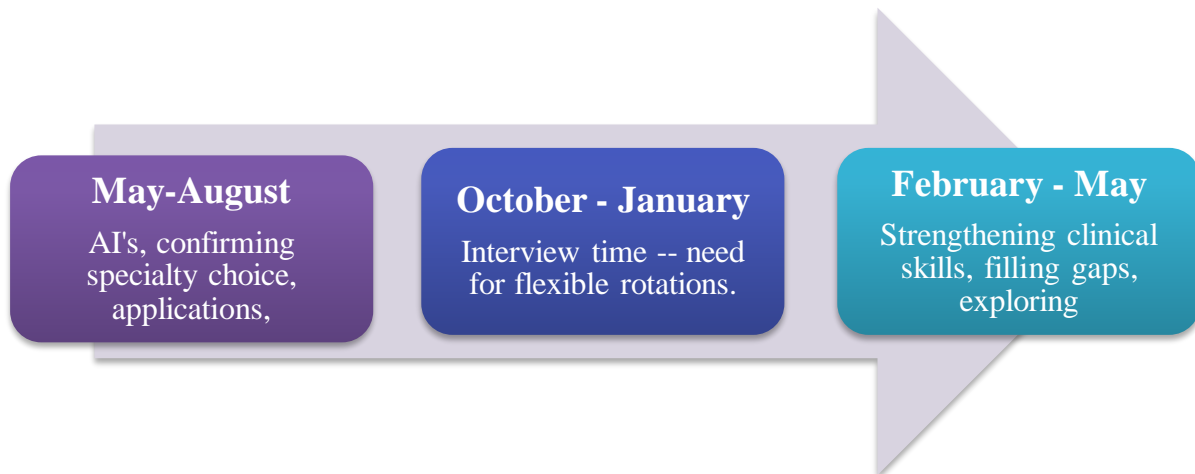 May-August
AI's, confirming
specialty choice,
applications,
October - January
Interview time -- need
for flexible rotations.
February - May
Strengthening clinical
skills, filling gaps,
exploring